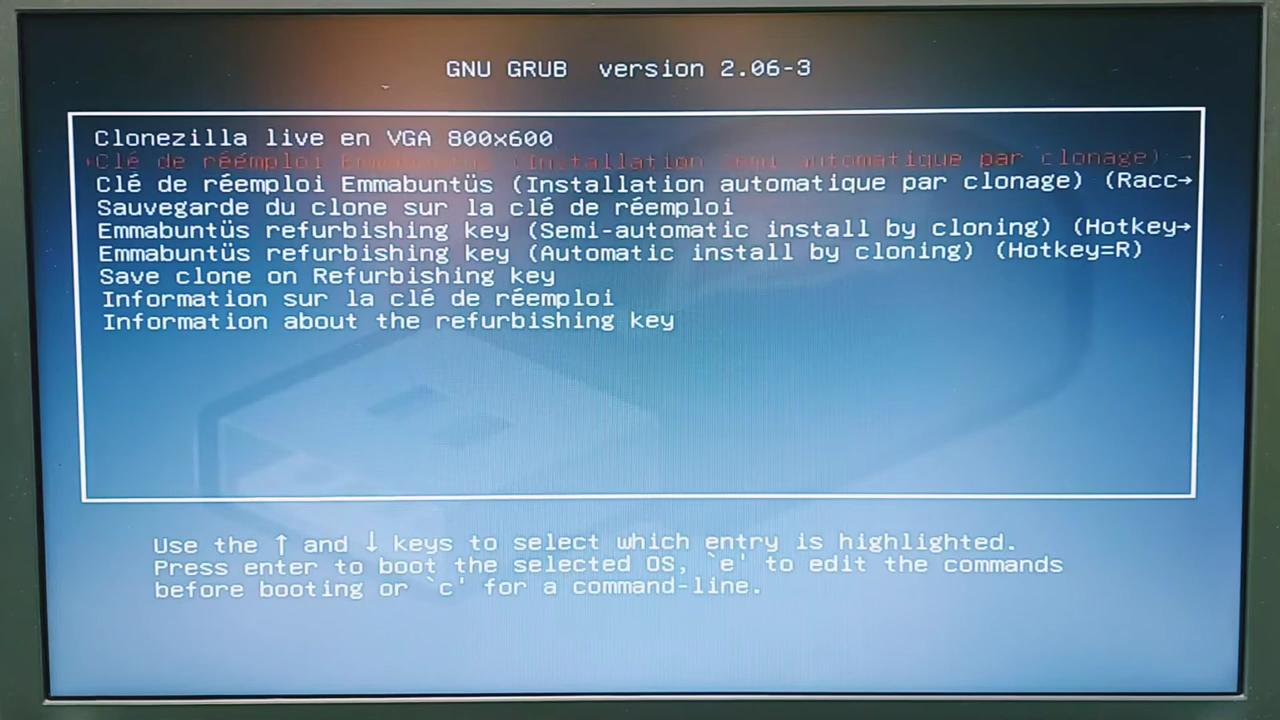 GNU GRUB version 2.06-3
Clonezilla live en VGA 800x600
*Clé de réemploi Emmabuntüs (Installation semi automatique par clonage) →
Clé de réemploi Emmabuntüs (Installation automatique par clonage) (Racc→
Sauvegarde du clone sur la clé de réemploi
Emmabuntüs refurbishing key (Semi-automatic install by cloning) (Hotkey→
Emmabuntüs refurbishing key (Automatic install by cloning) (Hotkey=R)
Save clone on Refurbishing key
Information sur la clé de réemploi
Information about the refurbishing key
Use the ↑ and ↓ keys to select which entry is highlighted.
Press enter to boot the selected OS, `e' to edit the commands
before booting or `c' for a command-line.